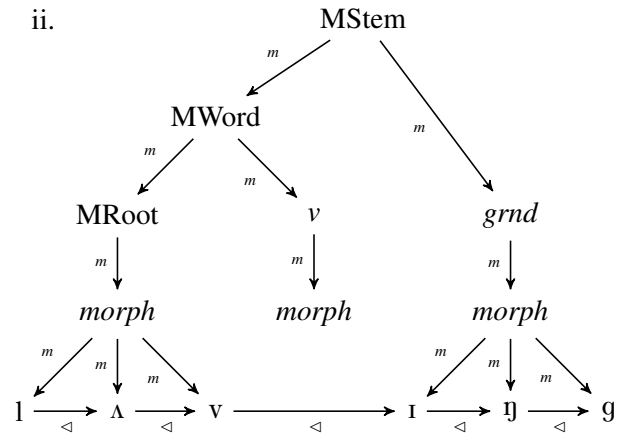 ii. MStem
m
MWord
m
m m
MRoot v grnd
m m m
morph morph morph
m m m m m m
l ʌ v ɪ ŋ g
◁ ◁ ◁ ◁ ◁